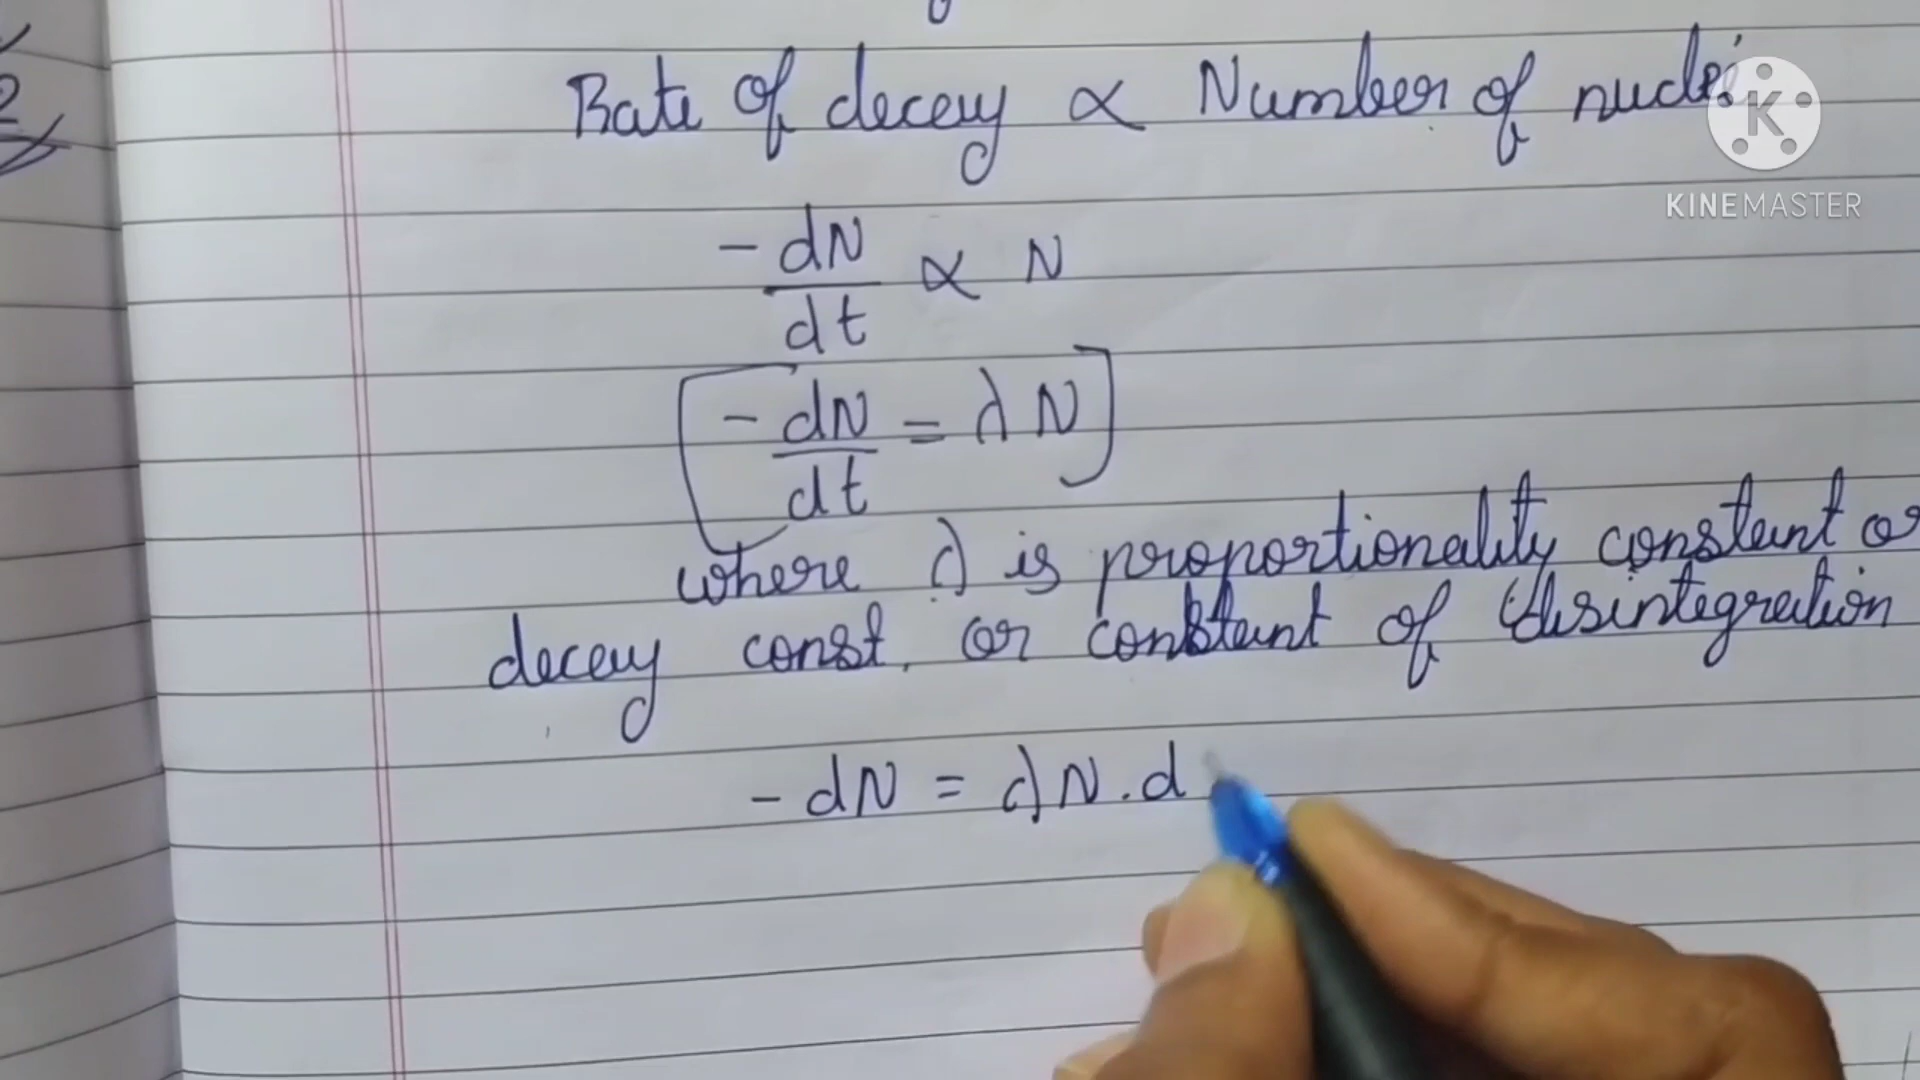 Rate of decay ∝ Number of nuclei
K
KINEMASTER
-dN/dt ∝ N
-dN/dt = λN
where λ is proportionality constant or
decay const. or constant of disintegration
-dN = λN.d